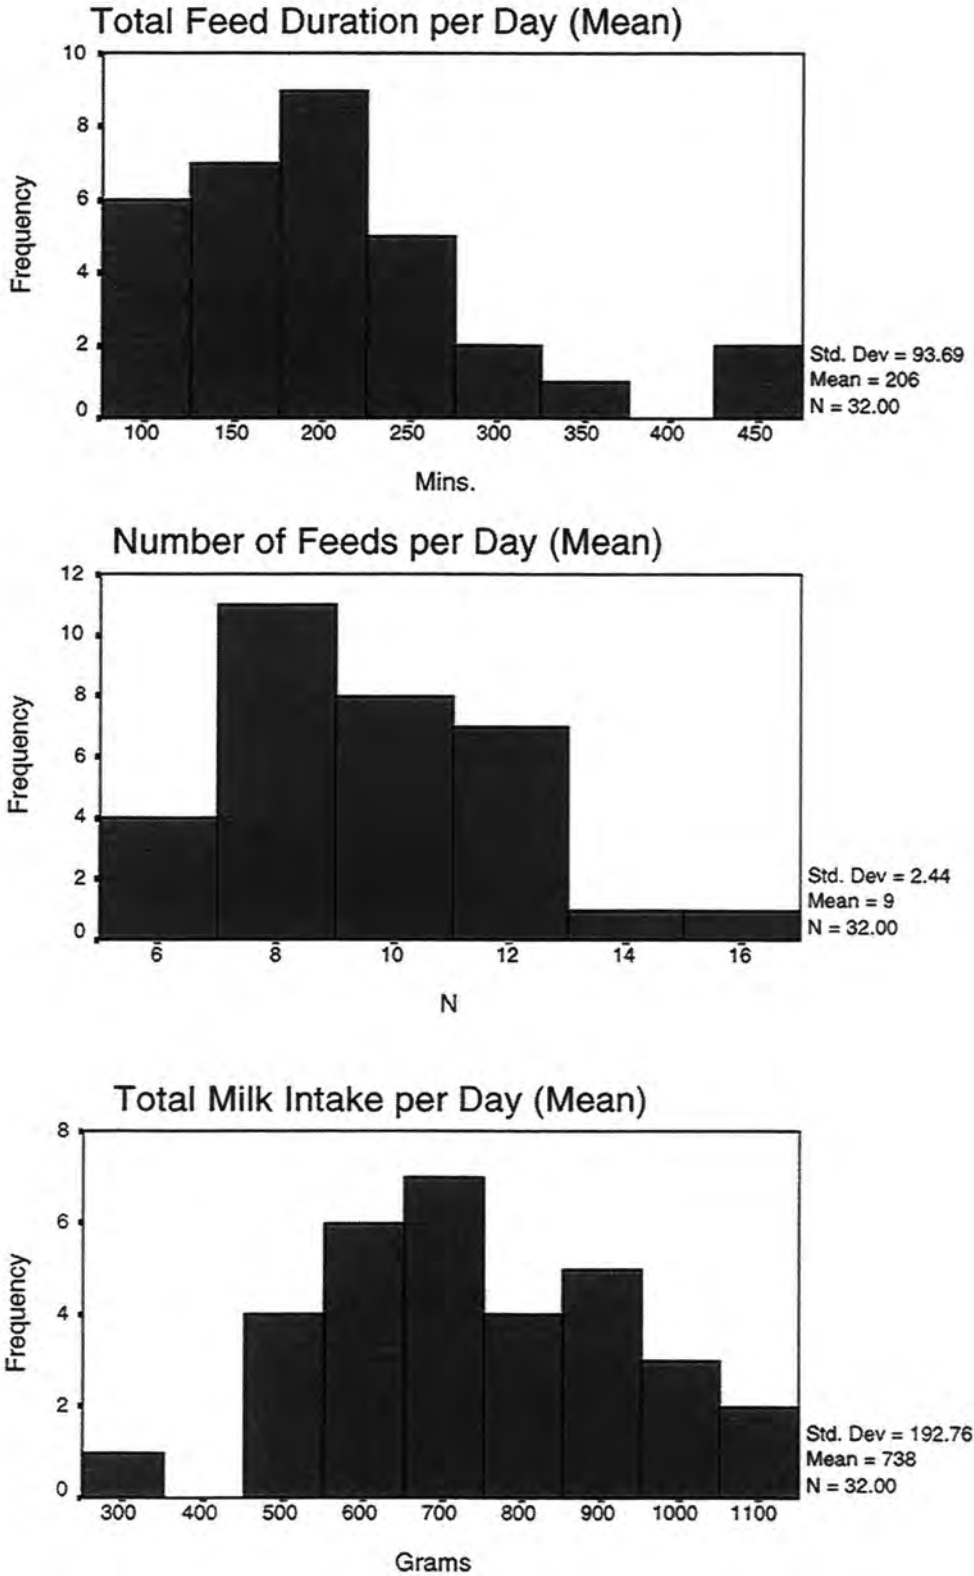 Total Feed Duration per Day (Mean)
10
8
6
4
2
0
Frequency
100 150 200 250 300 350 400 450
Mins.
Std. Dev = 93.69
Mean = 206
N = 32.00
Number of Feeds per Day (Mean)
12
10
8
6
4
2
0
Frequency
6 8 10 12 14 16
N
Std. Dev = 2.44
Mean = 9
N = 32.00
Total Milk Intake per Day (Mean)
8
6
4
2
0
Frequency
300 400 500 600 700 800 900 1000 1100
Grams
Std. Dev = 192.76
Mean = 738
N = 32.00